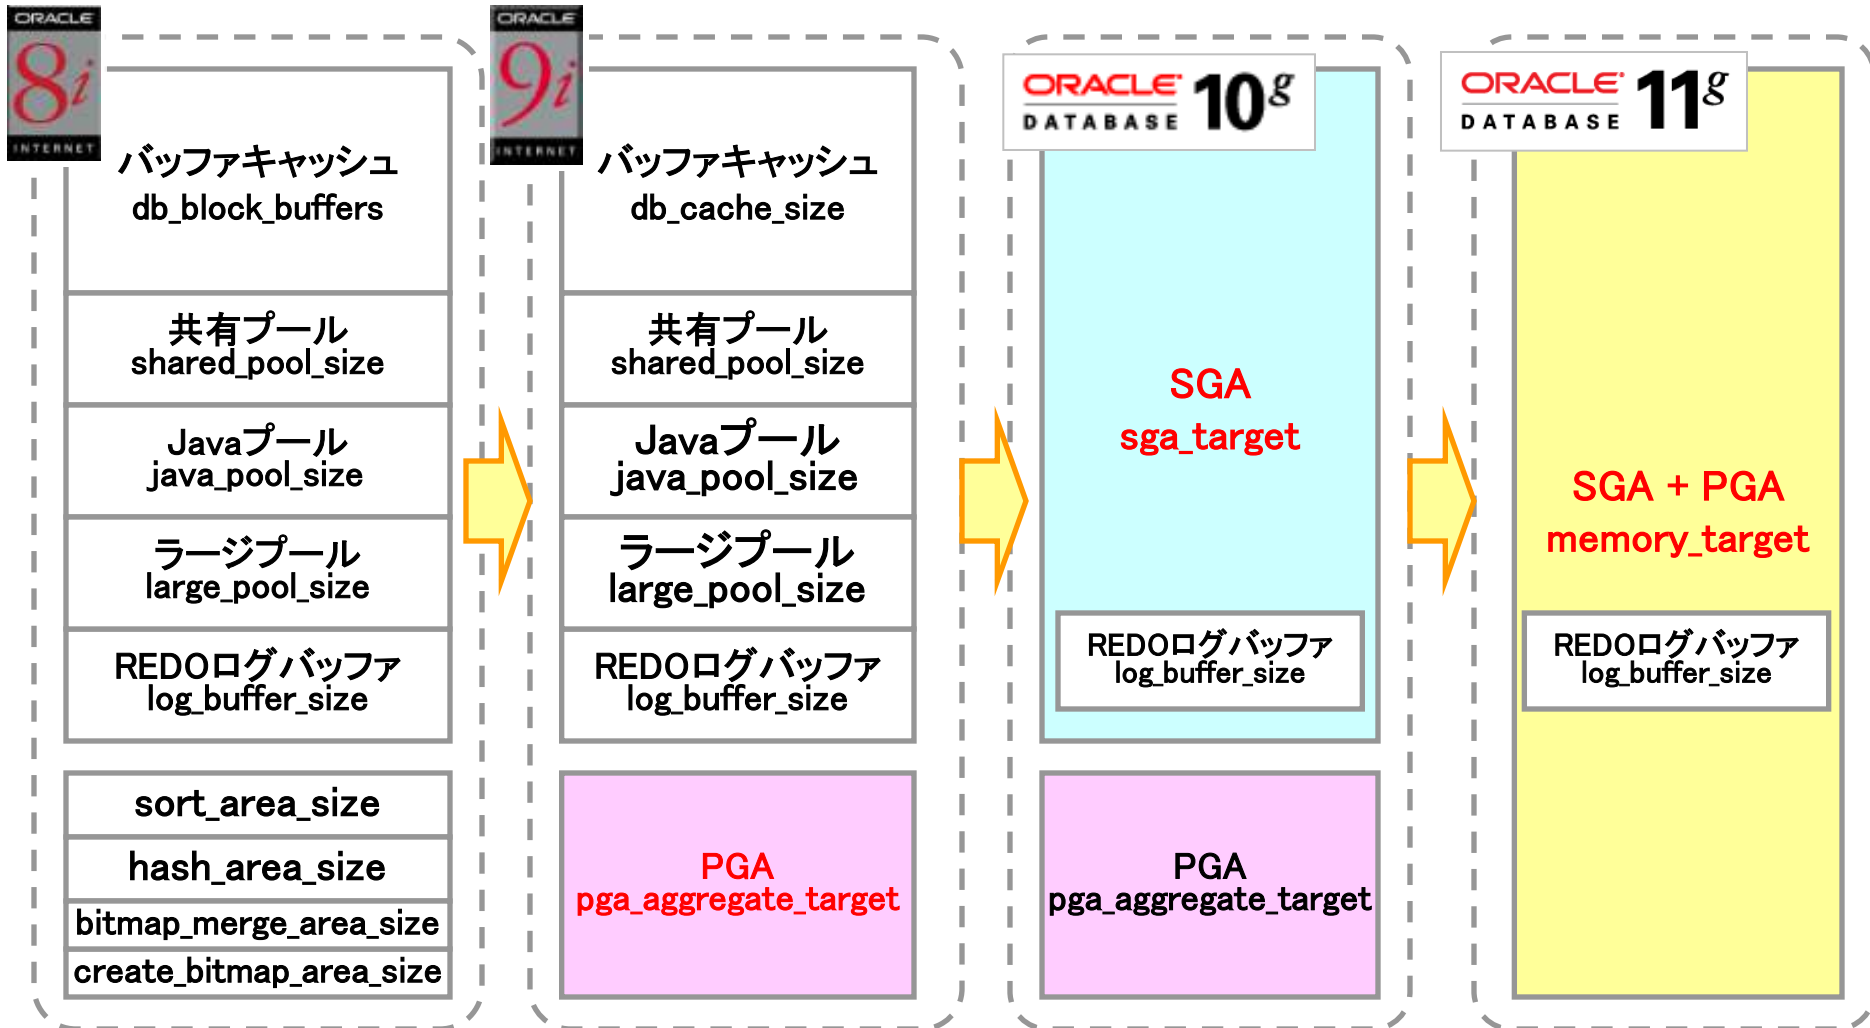 ORACLE
8i
INTERNET
バッファキャッシュ
db_block_buffers
共有プール
shared_pool_size
Javaプール
java_pool_size
ラージプール
large_pool_size
REDOログバッファ
log_buffer_size
sort_area_size
hash_area_size
bitmap_merge_area_size
create_bitmap_area_size
ORACLE
9i
INTERNET
バッファキャッシュ
db_cache_size
共有プール
shared_pool_size
Javaプール
java_pool_size
ラージプール
large_pool_size
REDOログバッファ
log_buffer_size
PGA
pga_aggregate_target
ORACLE
DATABASE
10g
SGA
sga_target
REDOログバッファ
log_buffer_size
PGA
pga_aggregate_target
ORACLE
DATABASE
11g
SGA + PGA
memory_target
REDOログバッファ
log_buffer_size